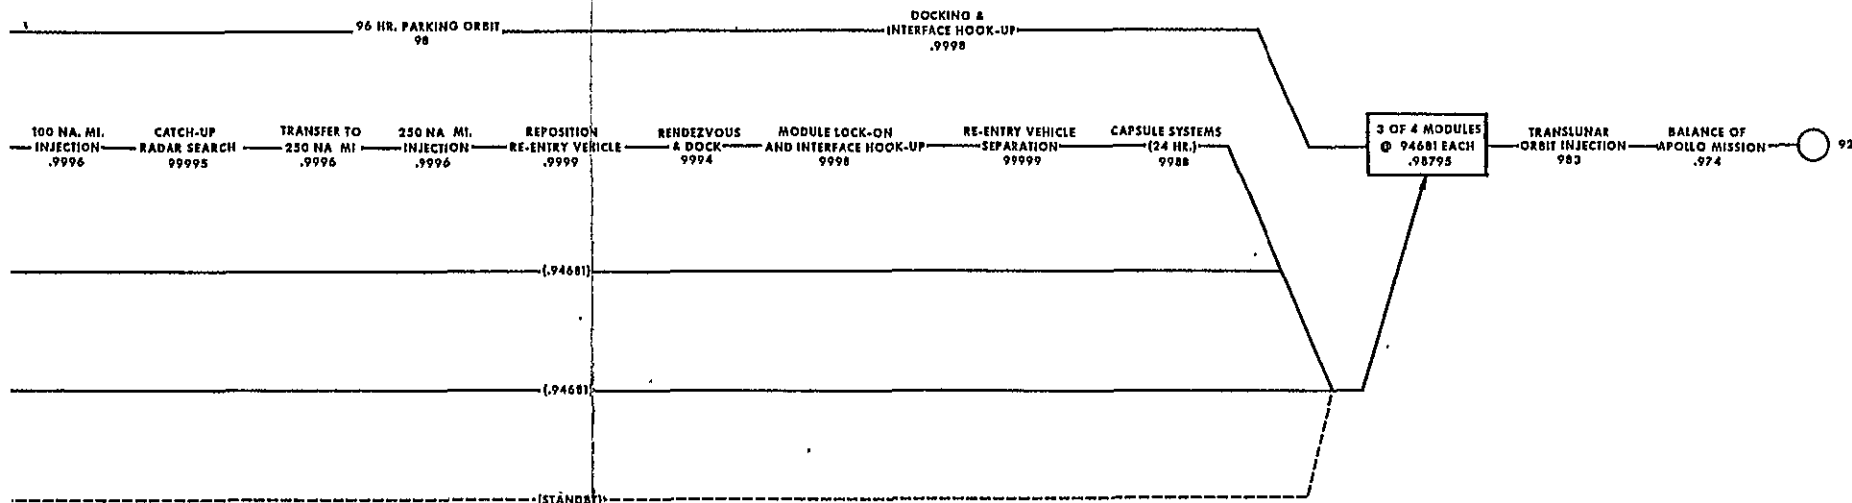 96 HR. PARKING ORBIT
98
DOCKING &
INTERFACE HOOK-UP
.9998
100 NA. MI.
INJECTION
.9996
CATCH-UP
RADAR SEARCH
99995
TRANSFER TO
250 NA MI
.9996
250 NA MI.
INJECTION
.9996
REPOSITION
RE-ENTRY VEHICLE
.9999
RENDEZVOUS
& DOCK
9994
MODULE LOCK-ON
AND INTERFACE HOOK-UP
9998
RE-ENTRY VEHICLE
SEPARATION
99999
CAPSULE SYSTEMS
(24 HR.)
9988
3 OF 4 MODULES
@ 94681 EACH
.98795
TRANSLUNAR
ORBIT INJECTION
983
BALANCE OF
APOLLO MISSION
.974
92
(.94681)
(.94681)
(STANDBY)